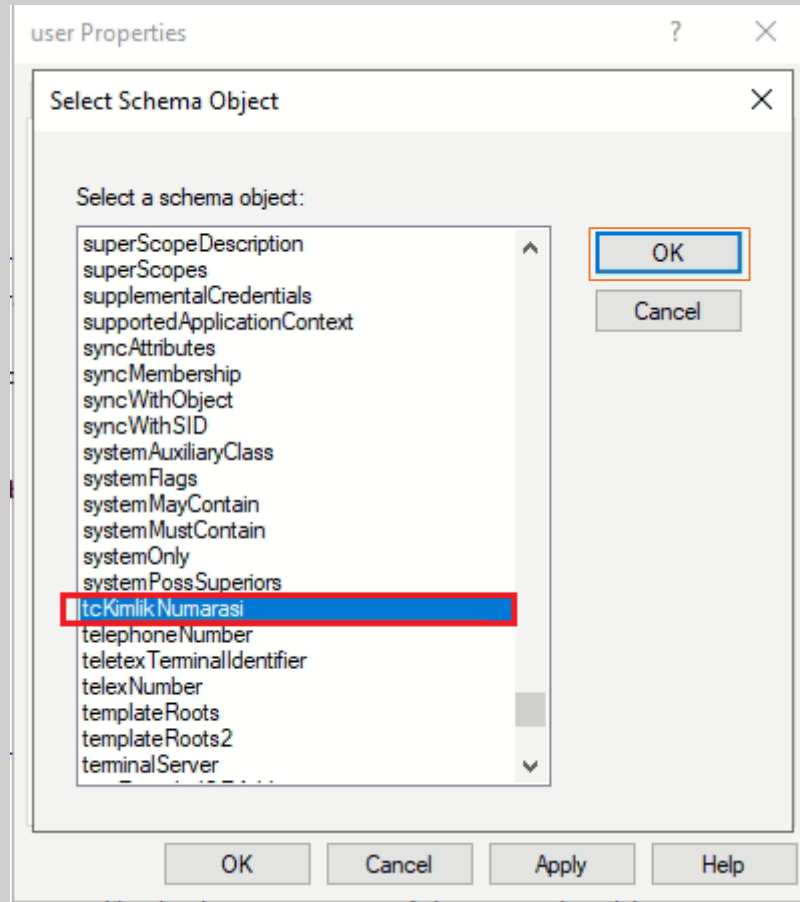 user Properties
?
Select Schema Object
Select a schema object:
superScopeDescription
superScopes
supplementalCredentials
supportedApplicationContext
syncAttributes
syncMembership
syncWithObject
syncWithSID
systemAuxiliaryClass
systemFlags
systemMayContain
systemMustContain
systemOnly
systemPossSuperiors
tcKimlikNumarasi
telephoneNumber
teletexTerminalIdentifier
telexNumber
templateRoots
templateRoots2
terminalServer
OK
Cancel
OK
Cancel
Apply
Help